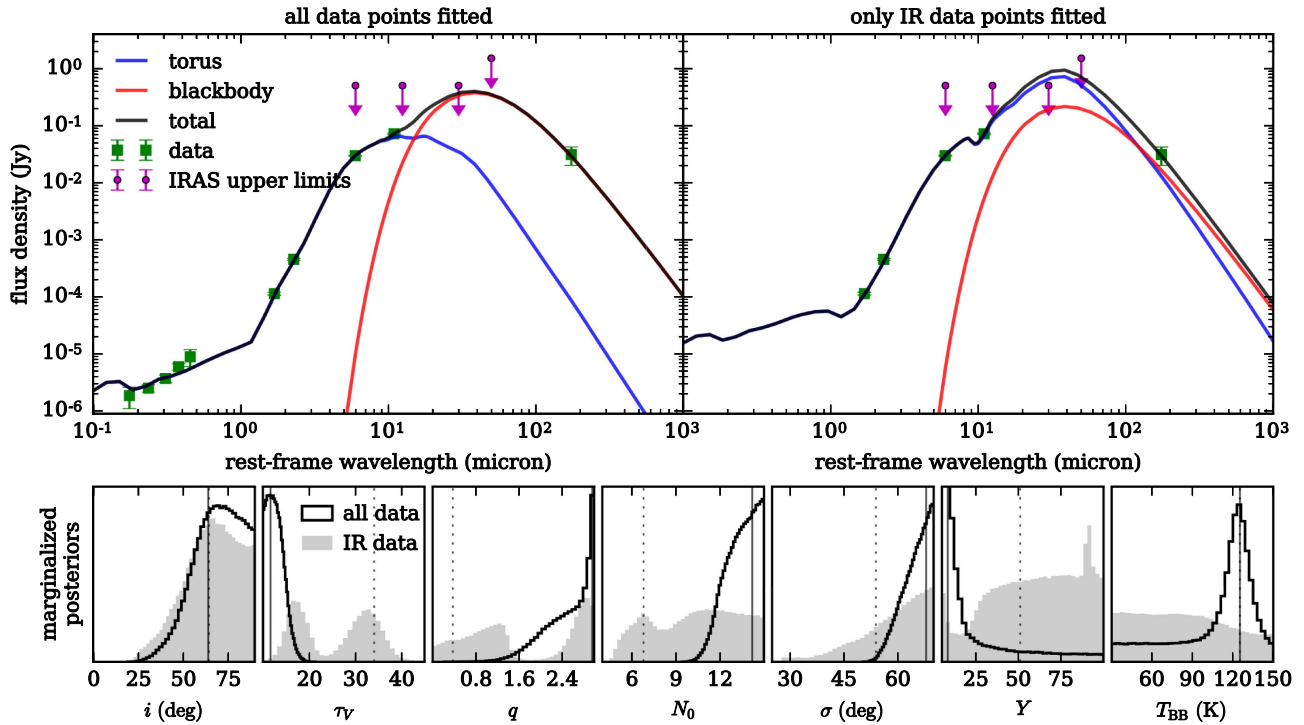 all data points fitted
only IR data points fitted
flux density (Jy)
10⁰
10⁻¹
10⁻²
10⁻³
10⁻⁴
10⁻⁵
10⁻⁶
torus
blackbody
total
data
IRAS upper limits
10⁻¹ 10⁰ 10¹ 10² 10³
10⁰ 10¹ 10² 10³
rest-frame wavelength (micron)
rest-frame wavelength (micron)
marginalized
posteriors
all data
IR data
0 25 50 75
20 30 40
0.8 1.6 2.4
6 9 12
30 45 60
25 50 75
60 90 120 150
i (deg)
τ_V
q
N₀
σ (deg)
Y
T_BB (K)